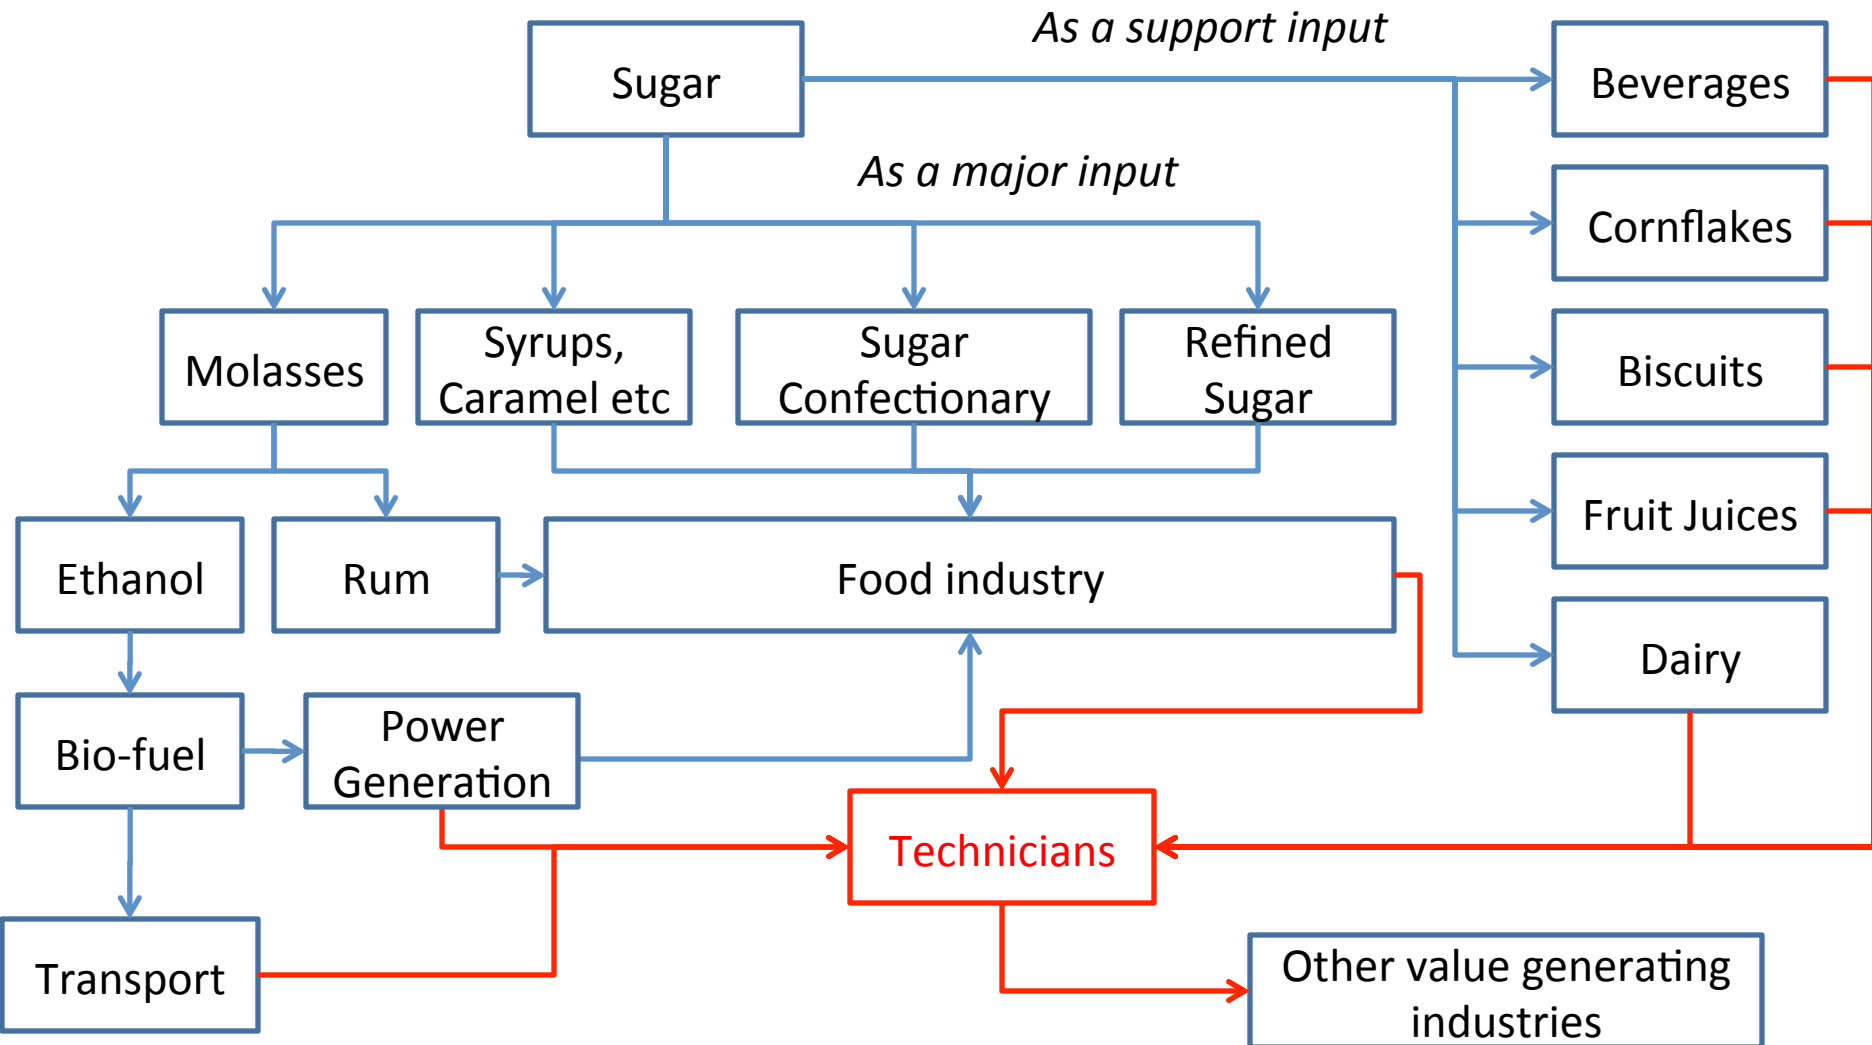 As a support input
Sugar
Beverages
As a major input
Cornflakes
Molasses
Syrups,
Caramel etc
Sugar
Confectionary
Refined
Sugar
Biscuits
Fruit Juices
Ethanol
Rum
Food industry
Dairy
Bio-fuel
Power
Generation
Technicians
Transport
Other value generating
industries